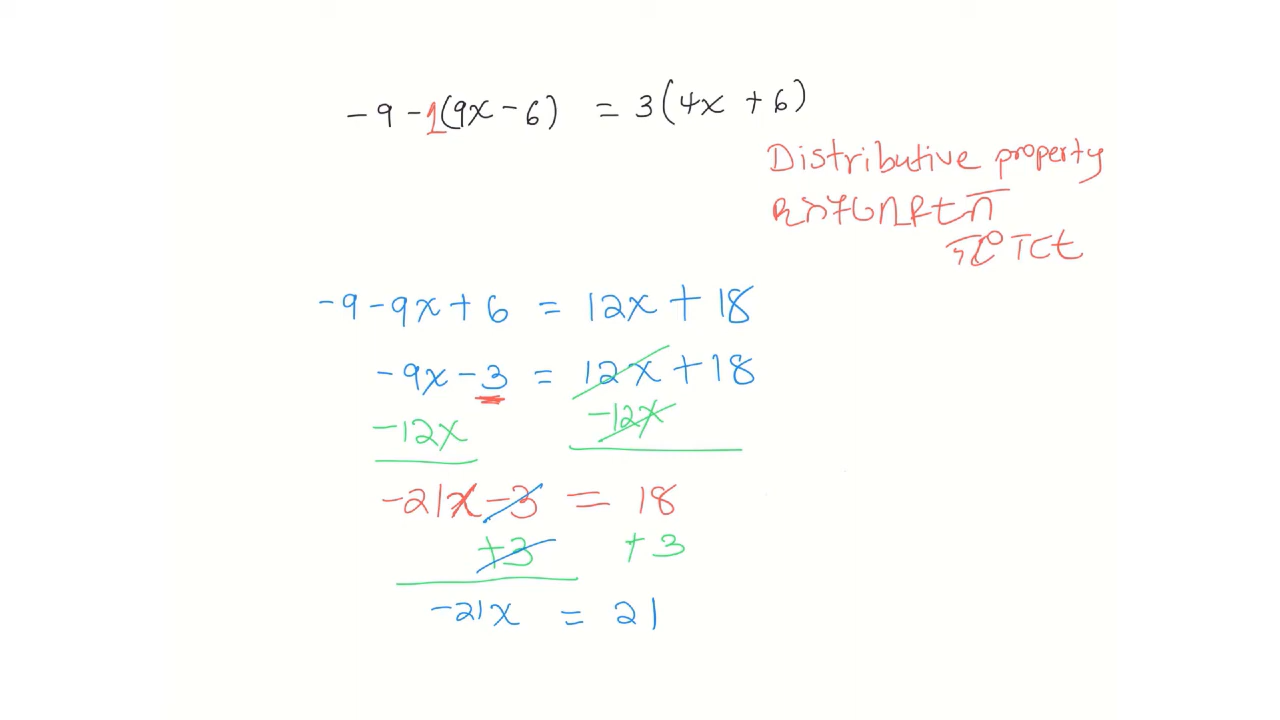 -9 -1(9x - 6) = 3(4x + 6)
Distributive property
-9 - 9x + 6 = 12x + 18
-9x - 3 = 12x + 18
-12x -12x
-21x - 3 = 18
+3 +3
-21x = 21